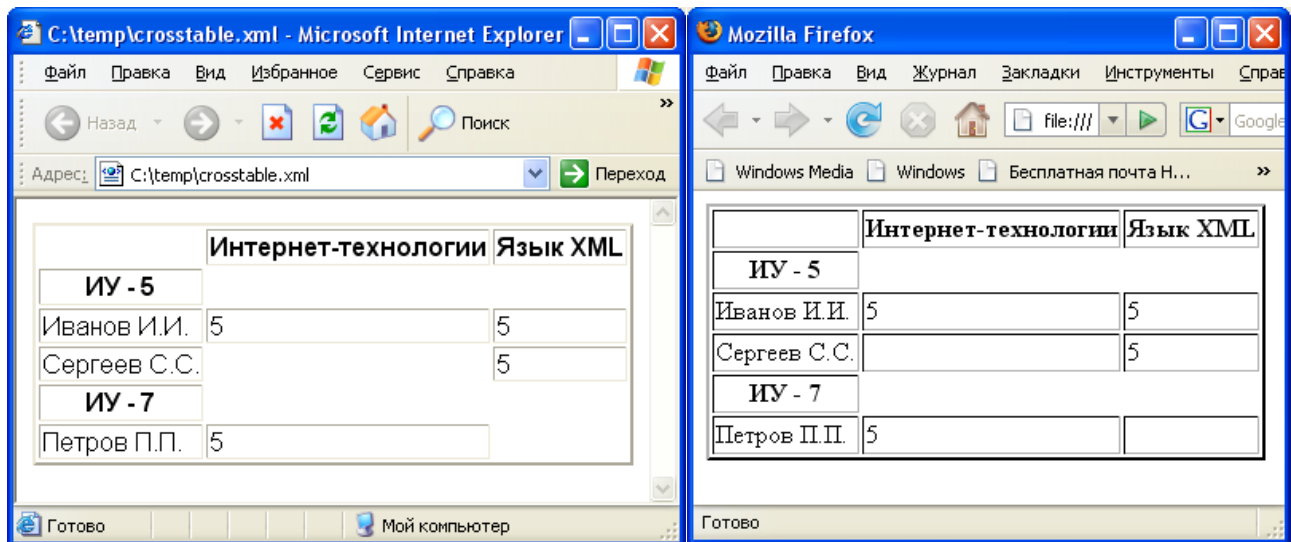 C:\temp\crosstable.xml - Microsoft Internet Explorer
Файл Правка Вид Избранное Сервис Справка
Назад Поиск »
Адрес: C:\temp\crosstable.xml Переход
Интернет-технологии Язык XML
ИУ - 5
Иванов И.И. 5 5
Сергеев С.С. 5
ИУ - 7
Петров П.П. 5
Готово Мой компьютер
Mozilla Firefox
Файл Правка Вид Журнал Закладки Инструменты Справ
file:/// G Google
Windows Media Windows Бесплатная почта H... »
Интернет-технологии Язык XML
ИУ - 5
Иванов И.И. 5 5
Сергеев С.С. 5
ИУ - 7
Петров П.П. 5
Готово